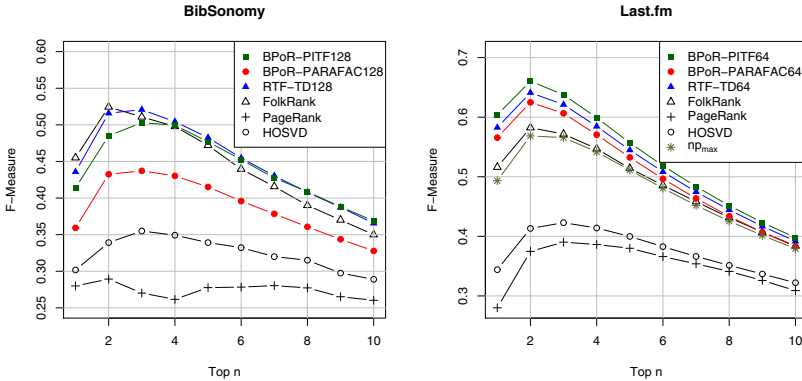 BibSonomy
F−Measure
0.60
0.55
0.50
0.45
0.40
0.35
0.30
0.25
BPoR−PITF128
BPoR−PARAFAC128
RTF−TD128
FolkRank
PageRank
HOSVD
2 4 6 8 10
Top n
Last.fm
F−Measure
0.7
0.6
0.5
0.4
0.3
BPoR−PITF64
BPoR−PARAFAC64
RTF−TD64
FolkRank
PageRank
HOSVD
npmax
2 4 6 8 10
Top n